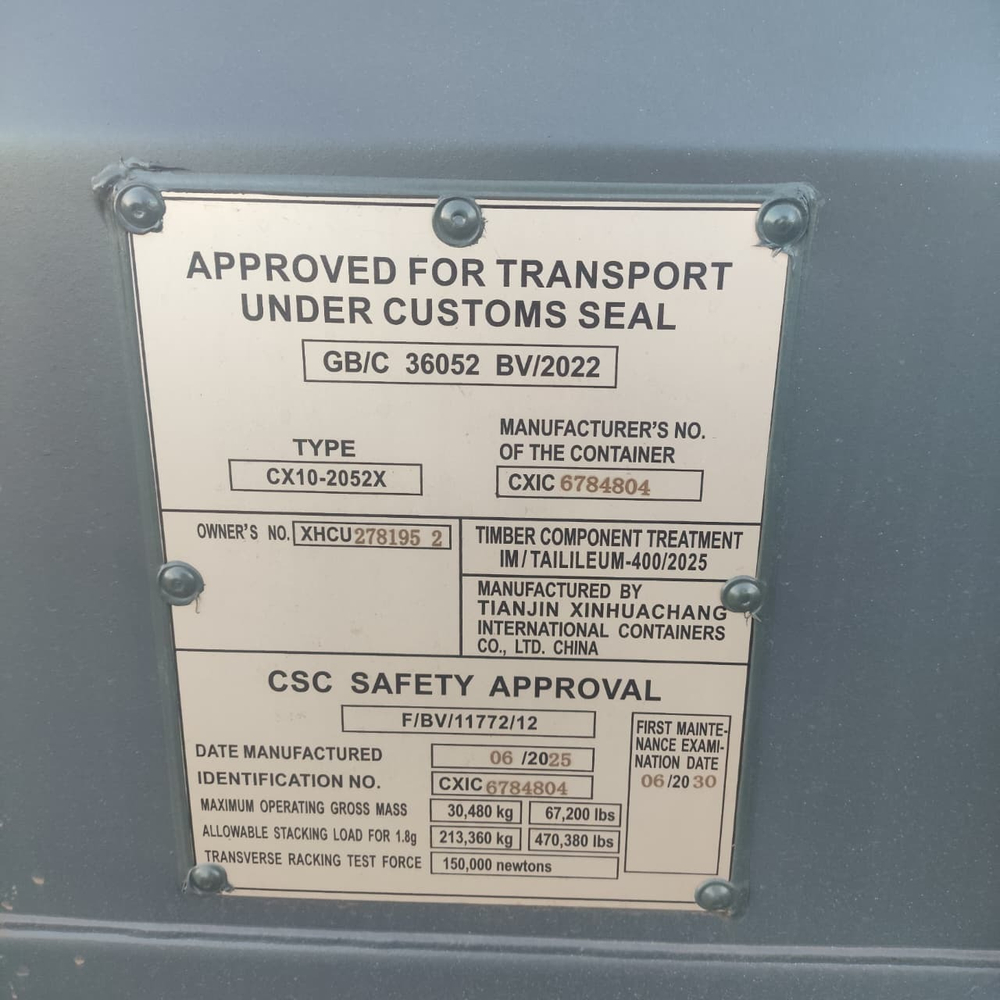 APPROVED FOR TRANSPORT
UNDER CUSTOMS SEAL
GB/C 36052 BV/2022
TYPE
CX10-2052X
MANUFACTURER'S NO.
OF THE CONTAINER
CXIC 6784804
OWNER'S NO. XHCU 278195 2
TIMBER COMPONENT TREATMENT
IM/TAILILEUM-400/2025
MANUFACTURED BY
TIANJIN XINHUACHANG
INTERNATIONAL CONTAINERS
CO., LTD. CHINA
CSC SAFETY APPROVAL
F/BV/11772/12
DATE MANUFACTURED 06 /2025
IDENTIFICATION NO. CXIC 6784804
MAXIMUM OPERATING GROSS MASS 30,480 kg 67,200 lbs
ALLOWABLE STACKING LOAD FOR 1.8g 213,360 kg 470,380 lbs
TRANSVERSE RACKING TEST FORCE 150,000 newtons
FIRST MAINTE-
NANCE EXAMI-
NATION DATE
06 /20 30